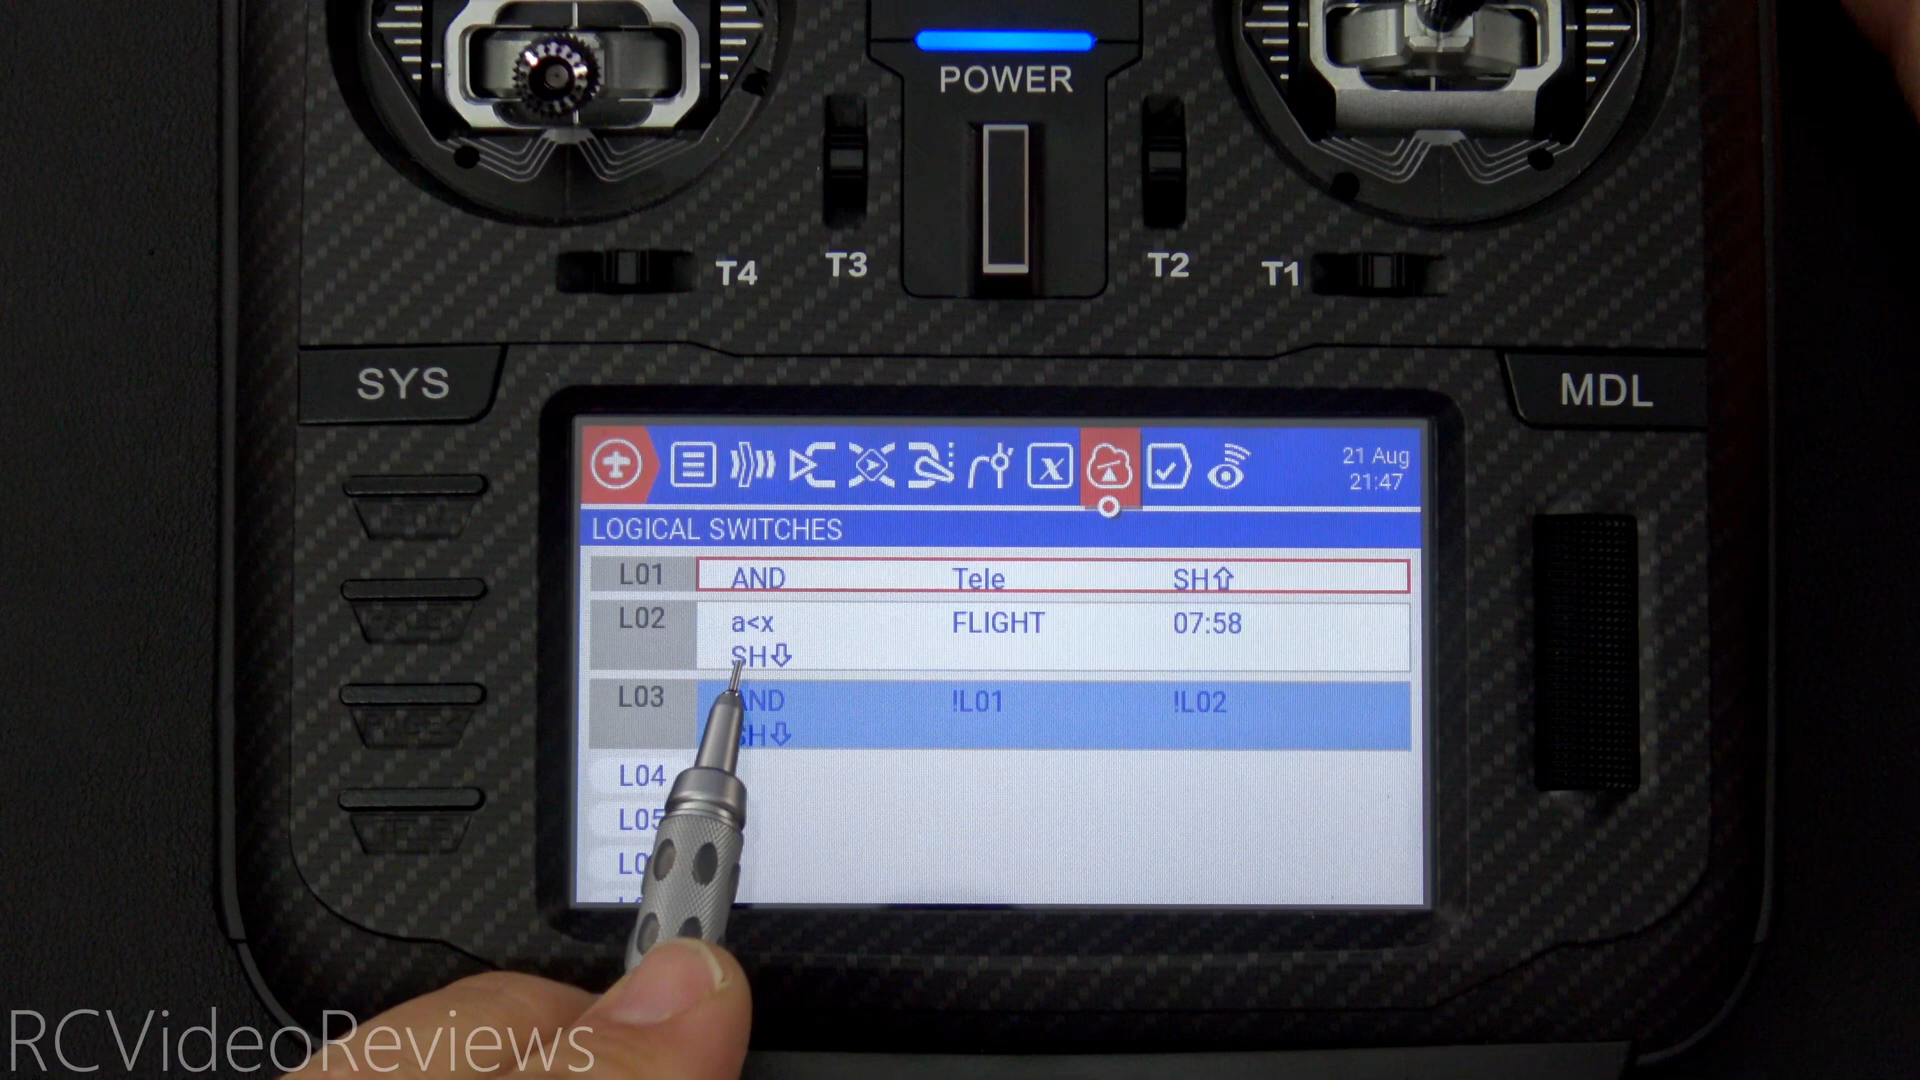 POWER
T4
T3
T2
T1
SYS
MDL
21 Aug
21:47
LOGICAL SWITCHES
L01 AND Tele SH⇧
L02 a<x FLIGHT 07:58
SH⇩
L03 AND !L01 !L02
SH⇩
L04
L05
RCVideoReviews